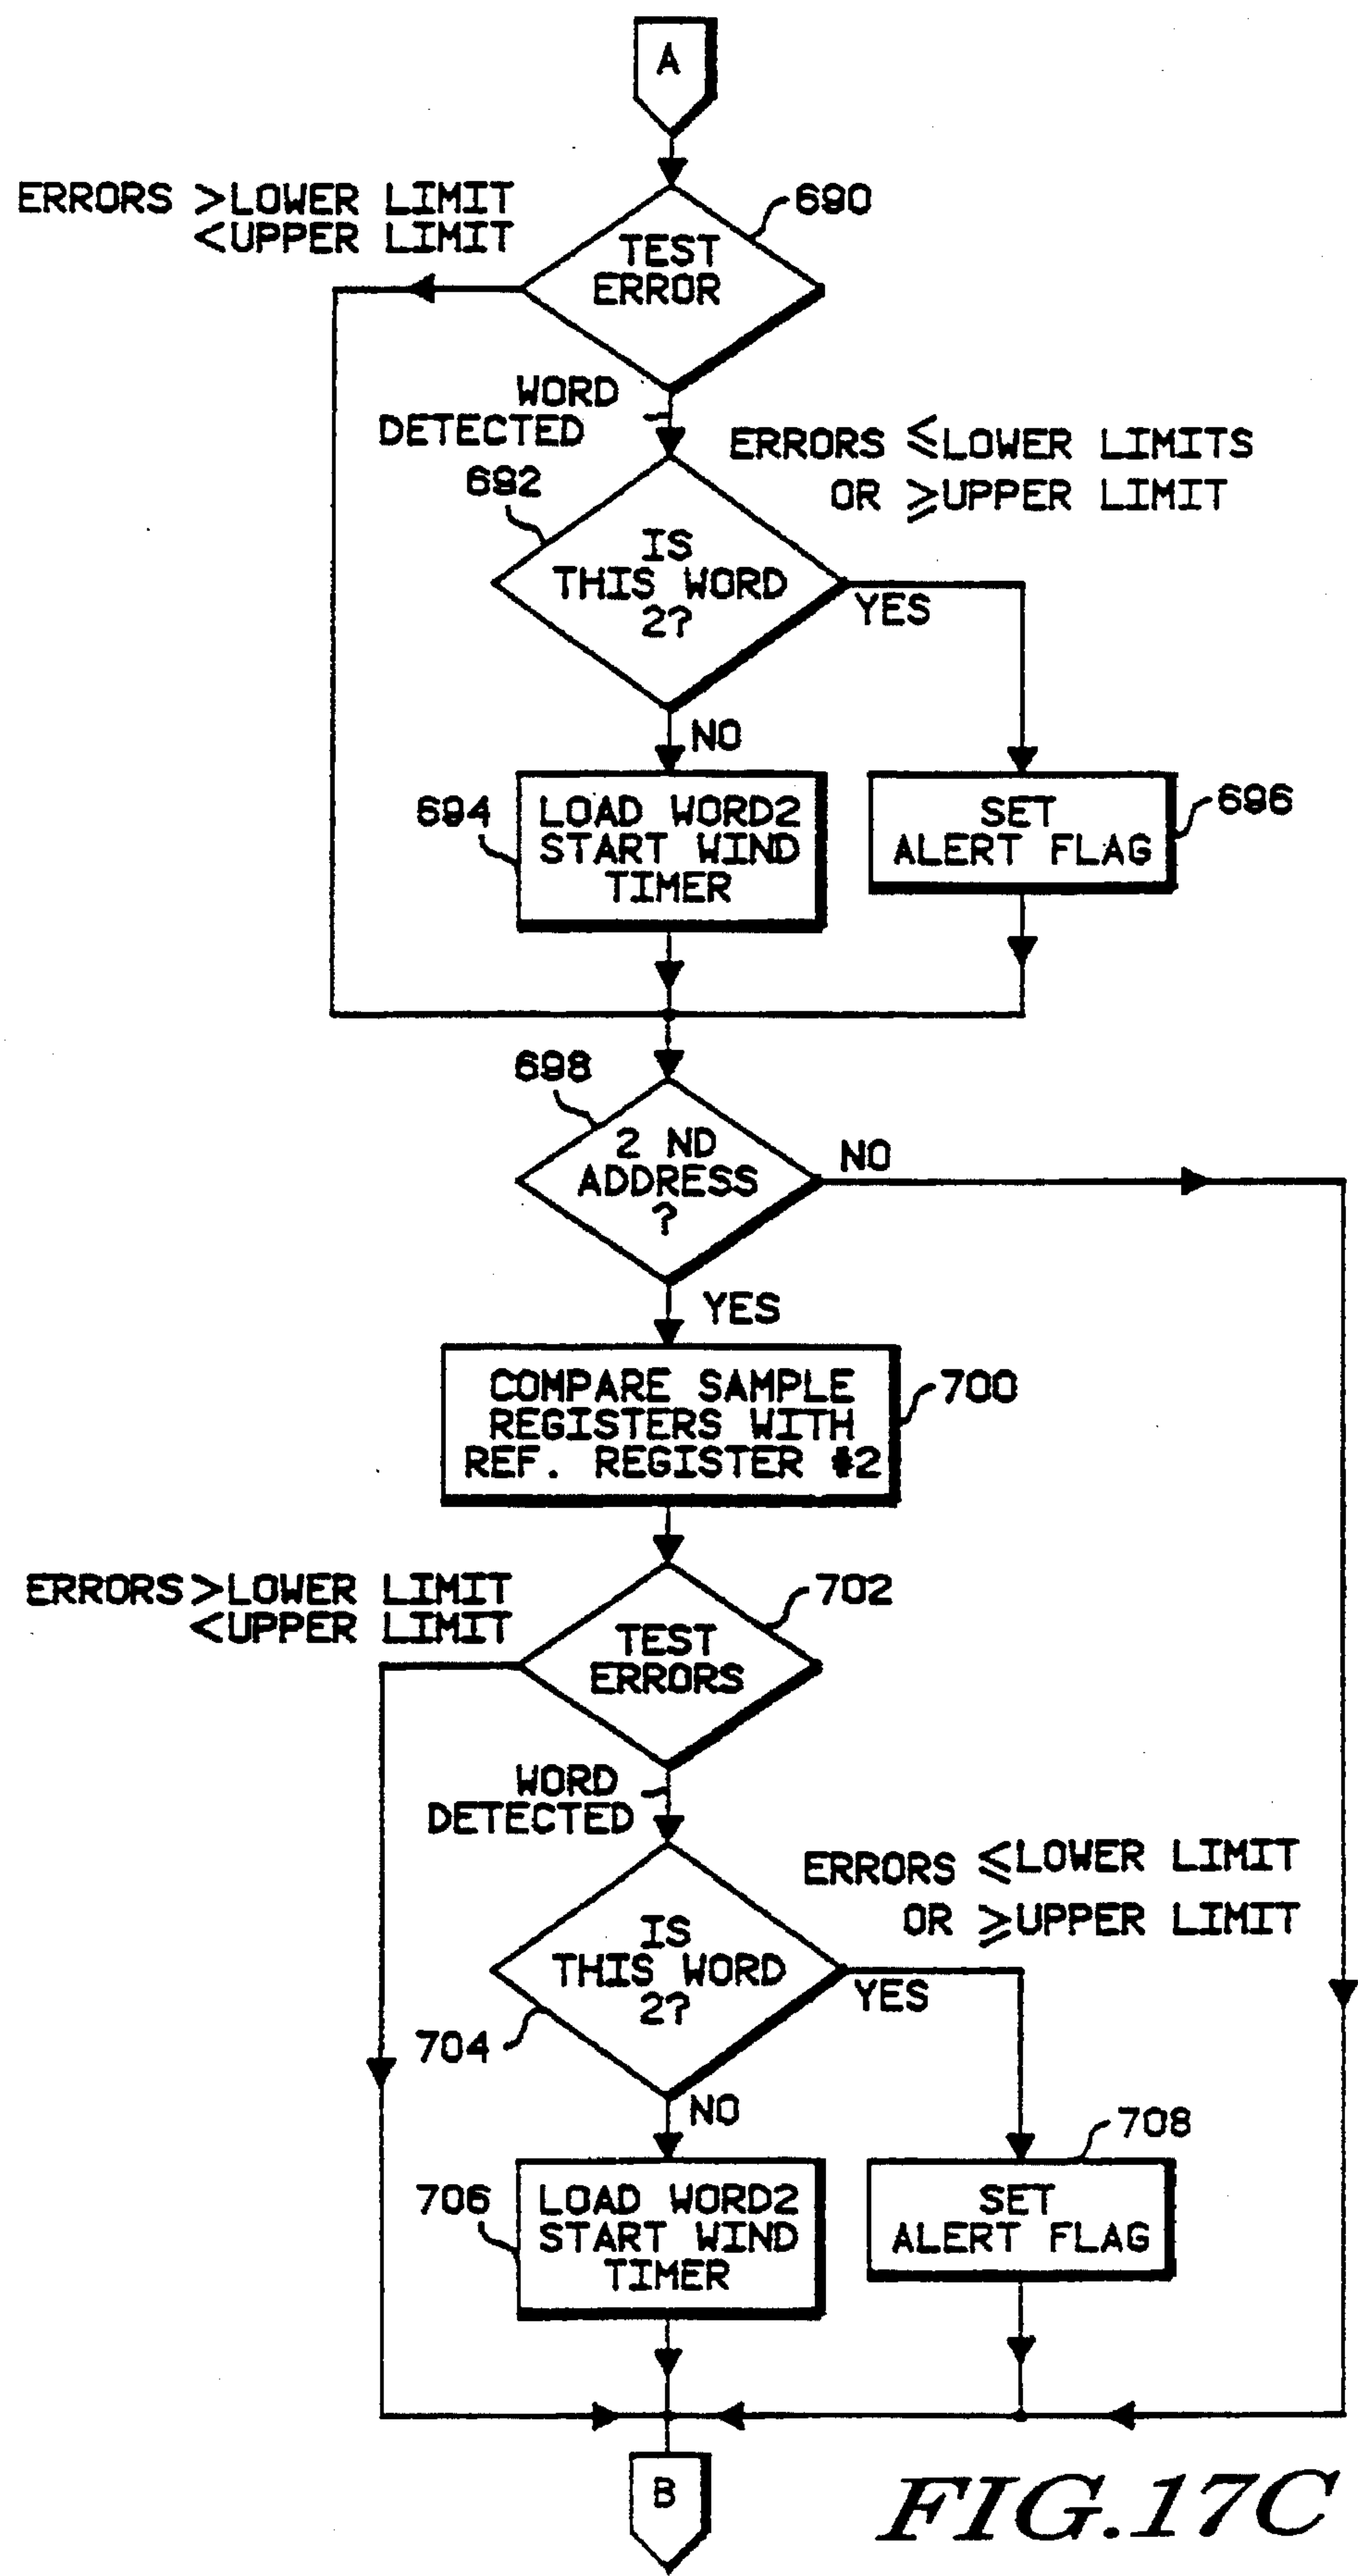 A
ERRORS >LOWER LIMIT
<UPPER LIMIT
690
TEST
ERROR
WORD
DETECTED
ERRORS ≤LOWER LIMITS
OR ≥UPPER LIMIT
692
IS
THIS WORD
2?
YES
NO
694
LOAD WORD2
START WIND
TIMER
SET
ALERT FLAG
696
698
2 ND
ADDRESS
?
NO
YES
COMPARE SAMPLE
REGISTERS WITH
REF. REGISTER #2
700
ERRORS >LOWER LIMIT
<UPPER LIMIT
702
TEST
ERRORS
WORD
DETECTED
ERRORS ≤LOWER LIMIT
OR ≥UPPER LIMIT
IS
THIS WORD
2?
YES
704
NO
708
706
LOAD WORD2
START WIND
TIMER
SET
ALERT FLAG
B
FIG.17C